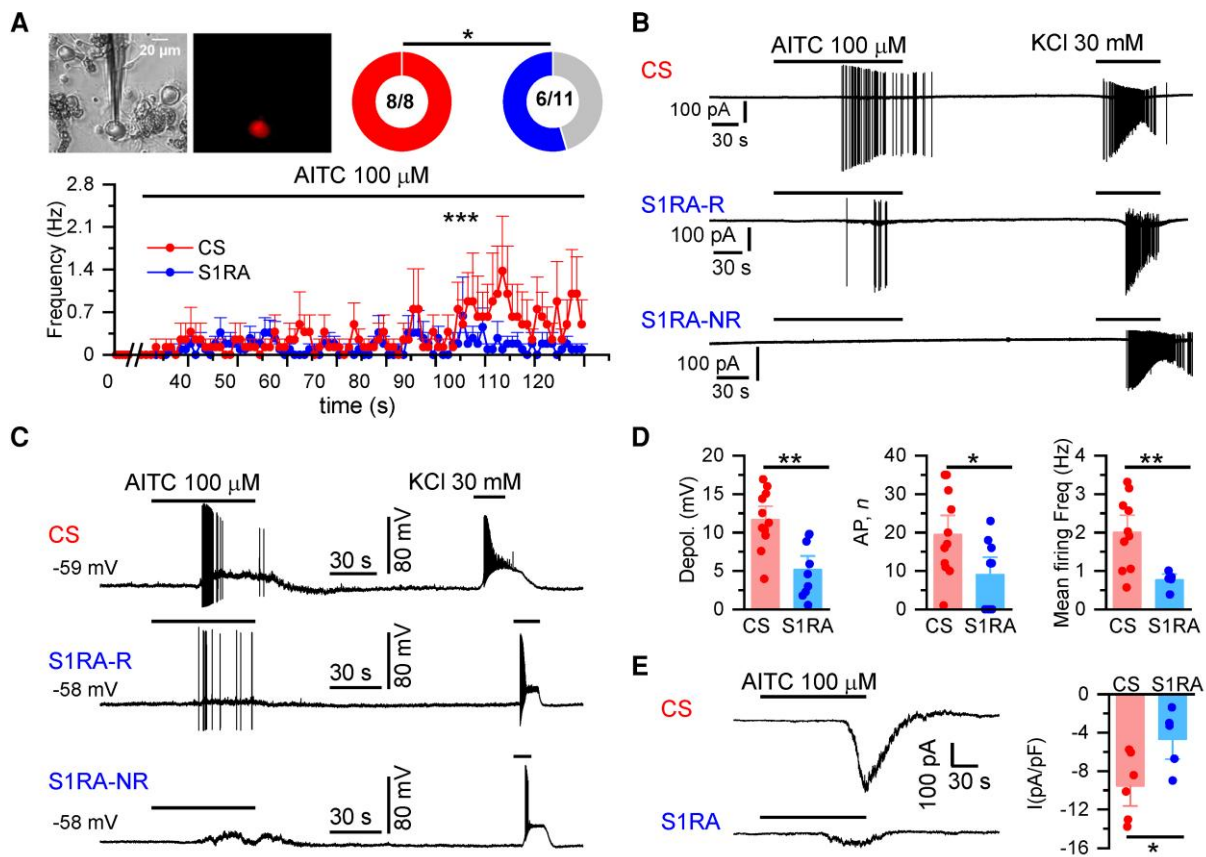 A
20 μm
*
8/8
6/11
AITC 100 μM
Frequency (Hz)
2.8
2.1
1.4
0.7
0
***
CS
S1RA
0 40 50 60 70 80 90 100 110 120
time (s)
B
AITC 100 μM KCl 30 mM
CS
100 pA
30 s
S1RA-R
100 pA
30 s
S1RA-NR
100 pA
30 s
C
AITC 100 μM KCl 30 mM
CS
-59 mV
30 s
80 mV
S1RA-R
-58 mV
30 s
80 mV
S1RA-NR
-58 mV
30 s
80 mV
D
Depol. (mV)
20
15
10
5
0
**
CS S1RA
AP, n
40
30
20
10
0
*
CS S1RA
Mean firing Freq (Hz)
4
3
2
1
0
**
CS S1RA
E
AITC 100 μM
CS
100 pA
30 s
S1RA
CS S1RA
I(pA/pF)
0
-4
-8
-12
-16
*